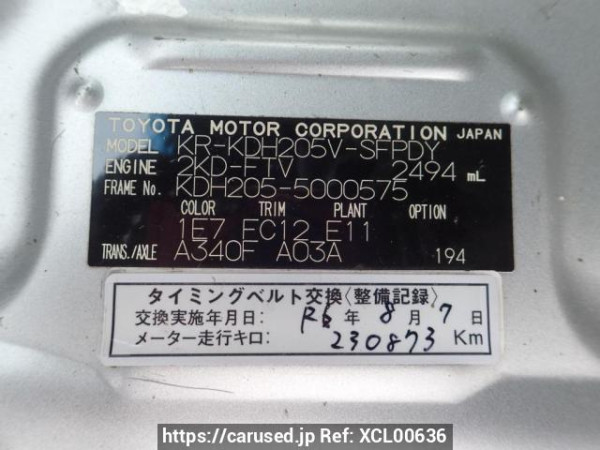 TOYOTA MOTOR CORPORATION JAPAN
MODEL KR-KDH205V-SFPDY
ENGINE 2KD-FTV 2494 mL
FRAME No. KDH205-5000575
COLOR TRIM PLANT OPTION
1E7 FC12 E11
TRANS./AXLE A340F A03A 194
タイミングベルト交換〈整備記録〉
交換実施年月日: R6 年 8 月 7 日
メーター走行キロ: 230873 Km
https://carused.jp Ref: XCL00636